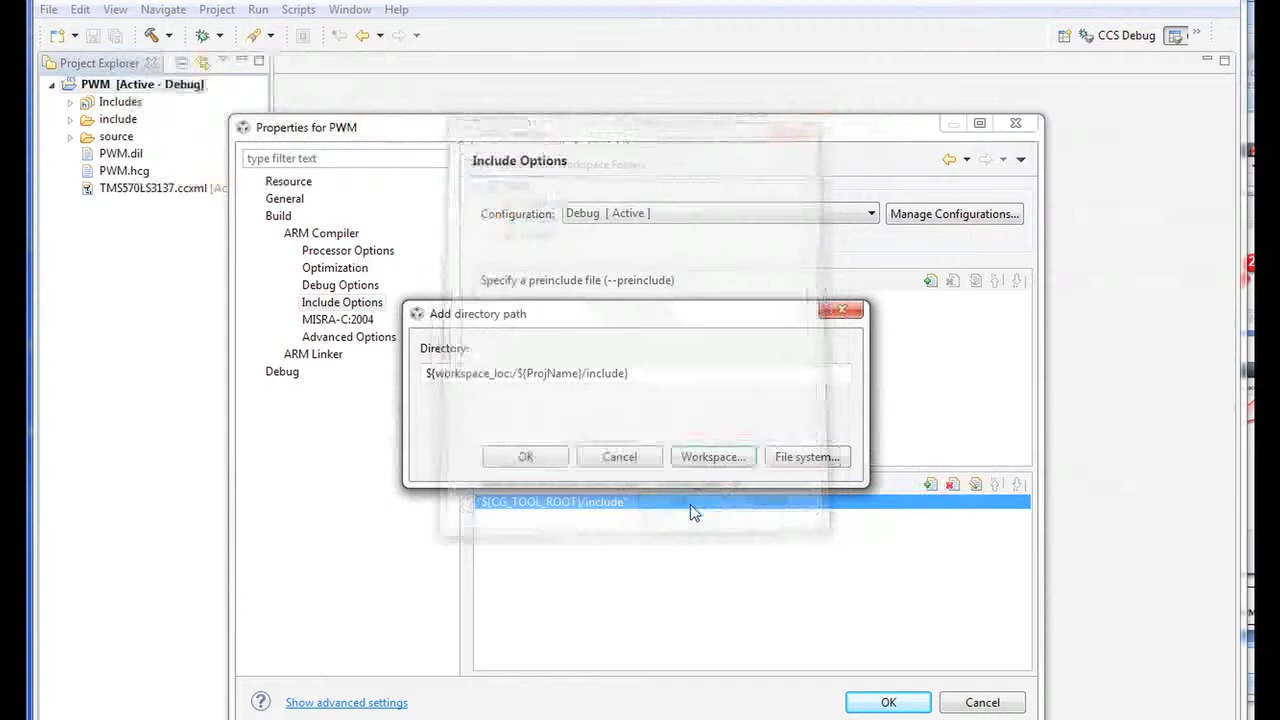 File Edit View Navigate Project Run Scripts Window Help
CCS Debug
Project Explorer
PWM [Active - Debug]
Includes
include
source
PWM.dil
PWM.hcg
TMS570LS3137.ccxml [Ac
Properties for PWM
type filter text
Resource
General
Build
ARM Compiler
Processor Options
Optimization
Debug Options
Include Options
MISRA-C:2004
Advanced Options
ARM Linker
Debug
Include Options
Workspace Folders
Configuration:
Debug [ Active ]
Manage Configurations...
Specify a preinclude file (--preinclude)
Add directory path
Directory:
${workspace_loc:/${ProjName}/include}
OK Cancel Workspace... File system...
${CG_TOOL_ROOT}/include"
Show advanced settings
OK Cancel